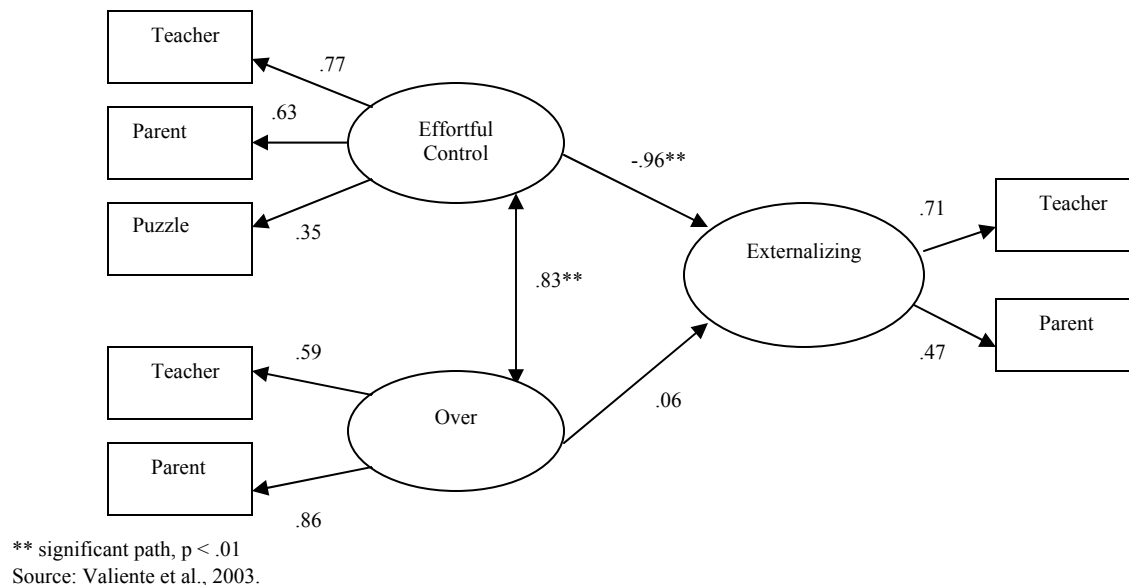 Teacher
.77
.63
Parent
Effortful
Control
-.96**
Puzzle
.35
.71
Teacher
Externalizing
.83**
Parent
.47
.59
Teacher
.06
Over
Parent
.86
** significant path, p < .01
Source: Valiente et al., 2003.